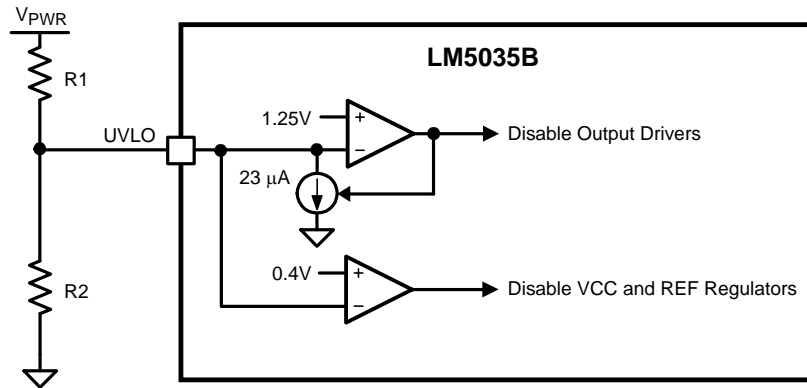 VPWR
LM5035B
R1
1.25V
+
−
Disable Output Drivers
UVLO
23 μA
0.4V
+
−
Disable VCC and REF Regulators
R2